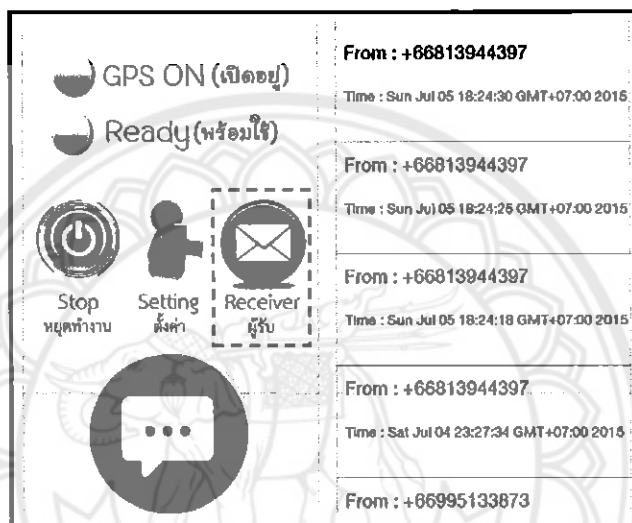 GPS ON (เปิดอยู่)
Ready (พร้อมใช้)
Stop
หยุดทำงาน
Setting
ตั้งค่า
Receiver
ผู้รับ
From : +66813944397
Time : Sun Jul 05 18:24:30 GMT+07:00 2015
From : +66813944397
Time : Sun Jul 05 18:24:25 GMT+07:00 2015
From : +66813944397
Time : Sun Jul 05 18:24:18 GMT+07:00 2015
From : +66813944397
Time : Sat Jul 04 23:27:34 GMT+07:00 2015
From : +66995133873